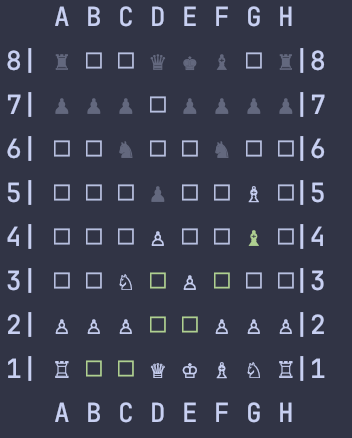 A B C D E F G H
8| ♜ □ □ ♛ ♚ ♝ □ ♜ |8
7| ♟ ♟ ♟ □ ♟ ♟ ♟ ♟ |7
6| □ □ ♞ □ □ ♞ □ □ |6
5| □ □ □ ♟ □ □ ♗ □ |5
4| □ □ □ ♙ □ □ ♝ □ |4
3| □ □ ♘ □ ♙ □ □ □ |3
2| ♙ ♙ ♙ □ □ ♙ ♙ ♙ |2
1| ♖ □ □ ♕ ♔ ♗ ♘ ♖ |1
A B C D E F G H